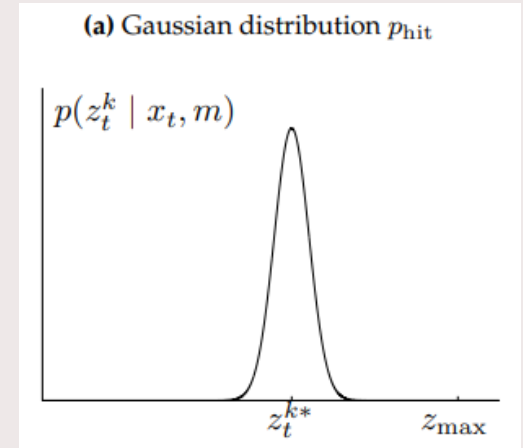 (a) Gaussian distribution p_hit
p(z_t^k | x_t, m)
z_t^{k*} z_max